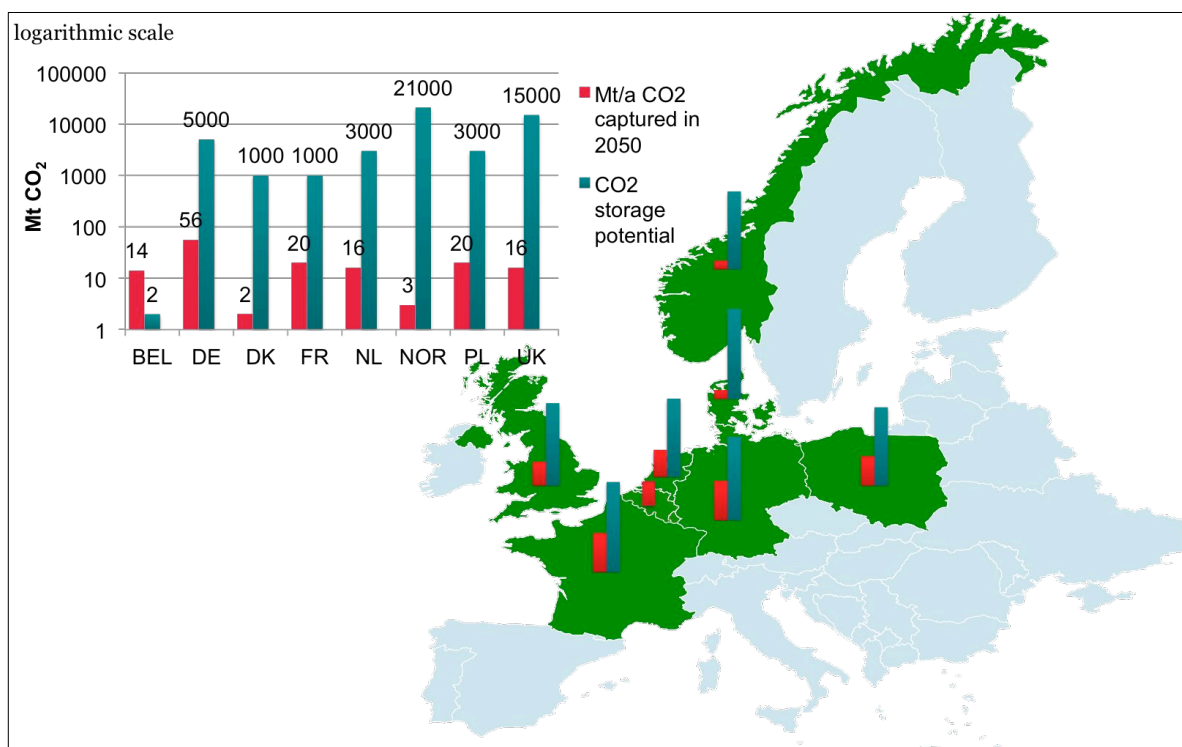 logarithmic scale
100000
10000
1000
100
10
1
Mt CO2
14
2
56
5000
2
1000
20
1000
16
3000
3
21000
20
3000
16
15000
BEL DE DK FR NL NOR PL UK
Mt/a CO2
captured in
2050
CO2
storage
potential